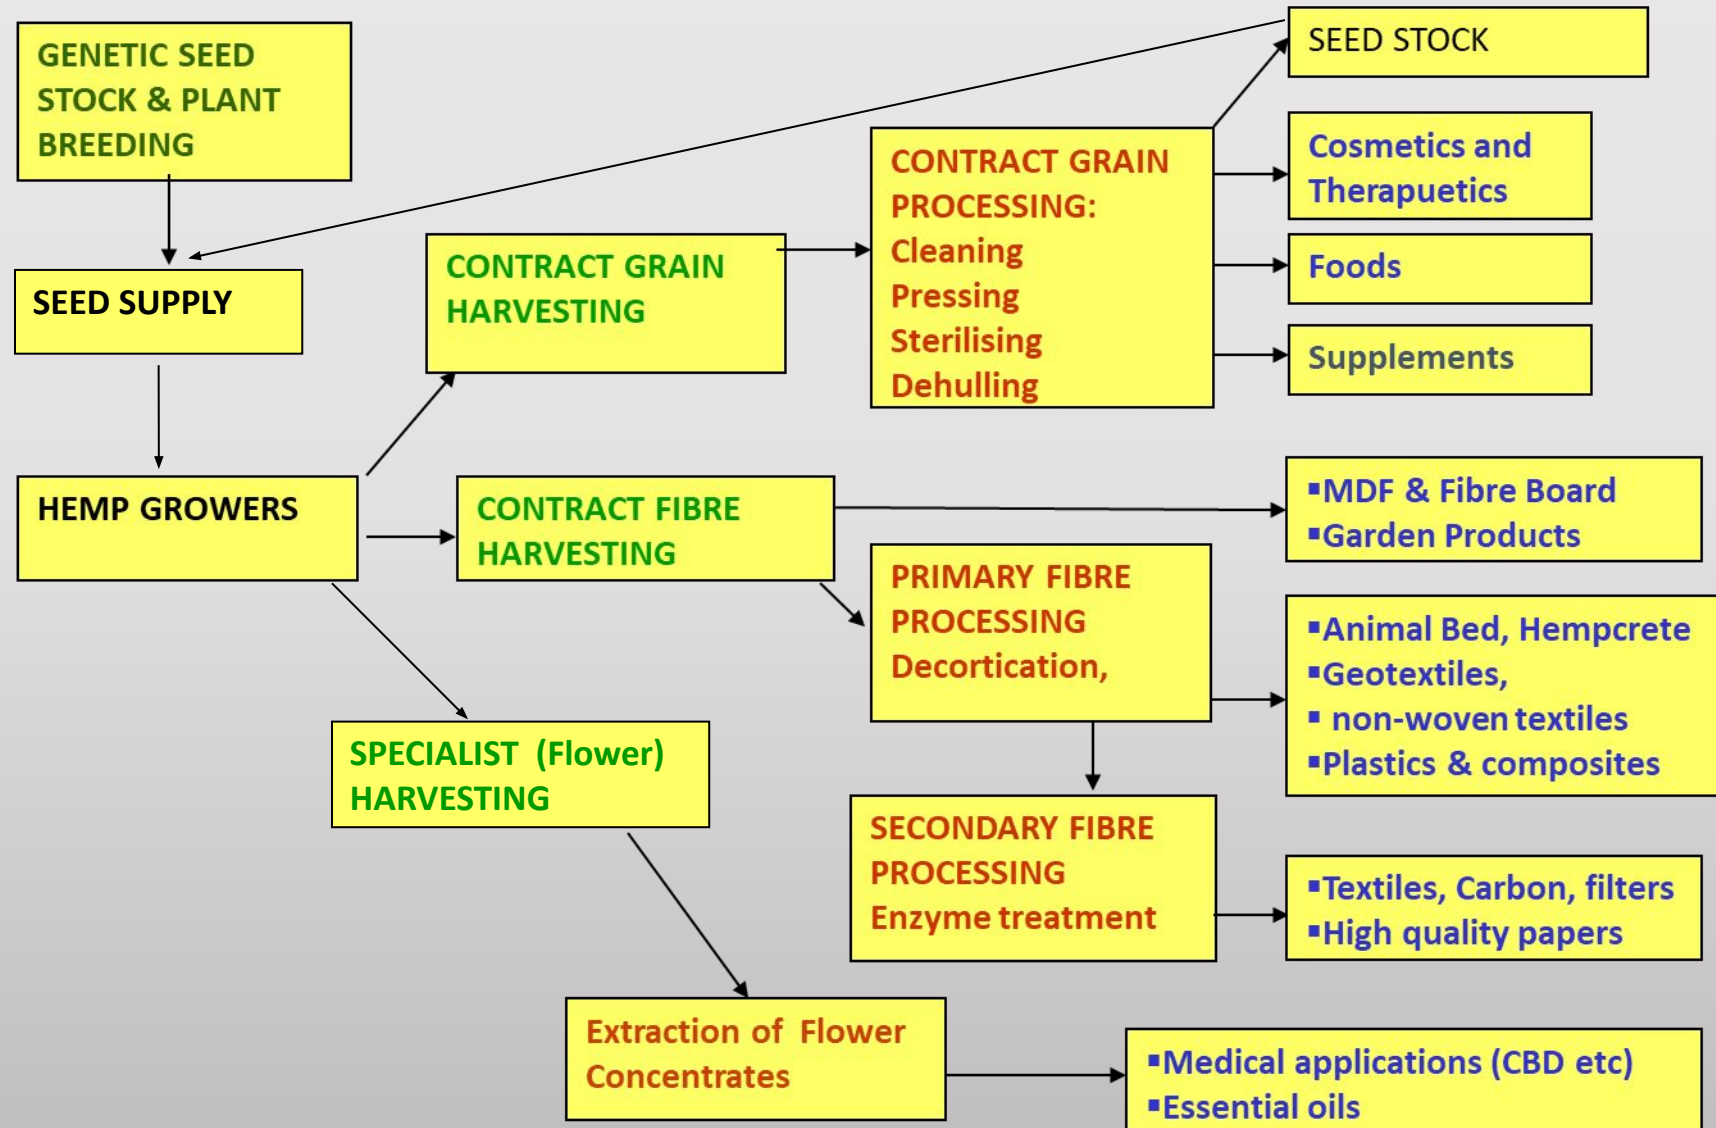 GENETIC SEED
STOCK & PLANT
BREEDING
SEED STOCK
CONTRACT GRAIN
PROCESSING:
Cleaning
Pressing
Sterilising
Dehulling
Cosmetics and
Therapuetics
Foods
Supplements
SEED SUPPLY
CONTRACT GRAIN
HARVESTING
HEMP GROWERS
CONTRACT FIBRE
HARVESTING
▪MDF & Fibre Board
▪Garden Products
PRIMARY FIBRE
PROCESSING
Decortication,
▪Animal Bed, Hempcrete
▪Geotextiles,
▪ non-woven textiles
▪Plastics & composites
SPECIALIST (Flower)
HARVESTING
SECONDARY FIBRE
PROCESSING
Enzyme treatment
▪Textiles, Carbon, filters
▪High quality papers
Extraction of Flower
Concentrates
▪Medical applications (CBD etc)
▪Essential oils